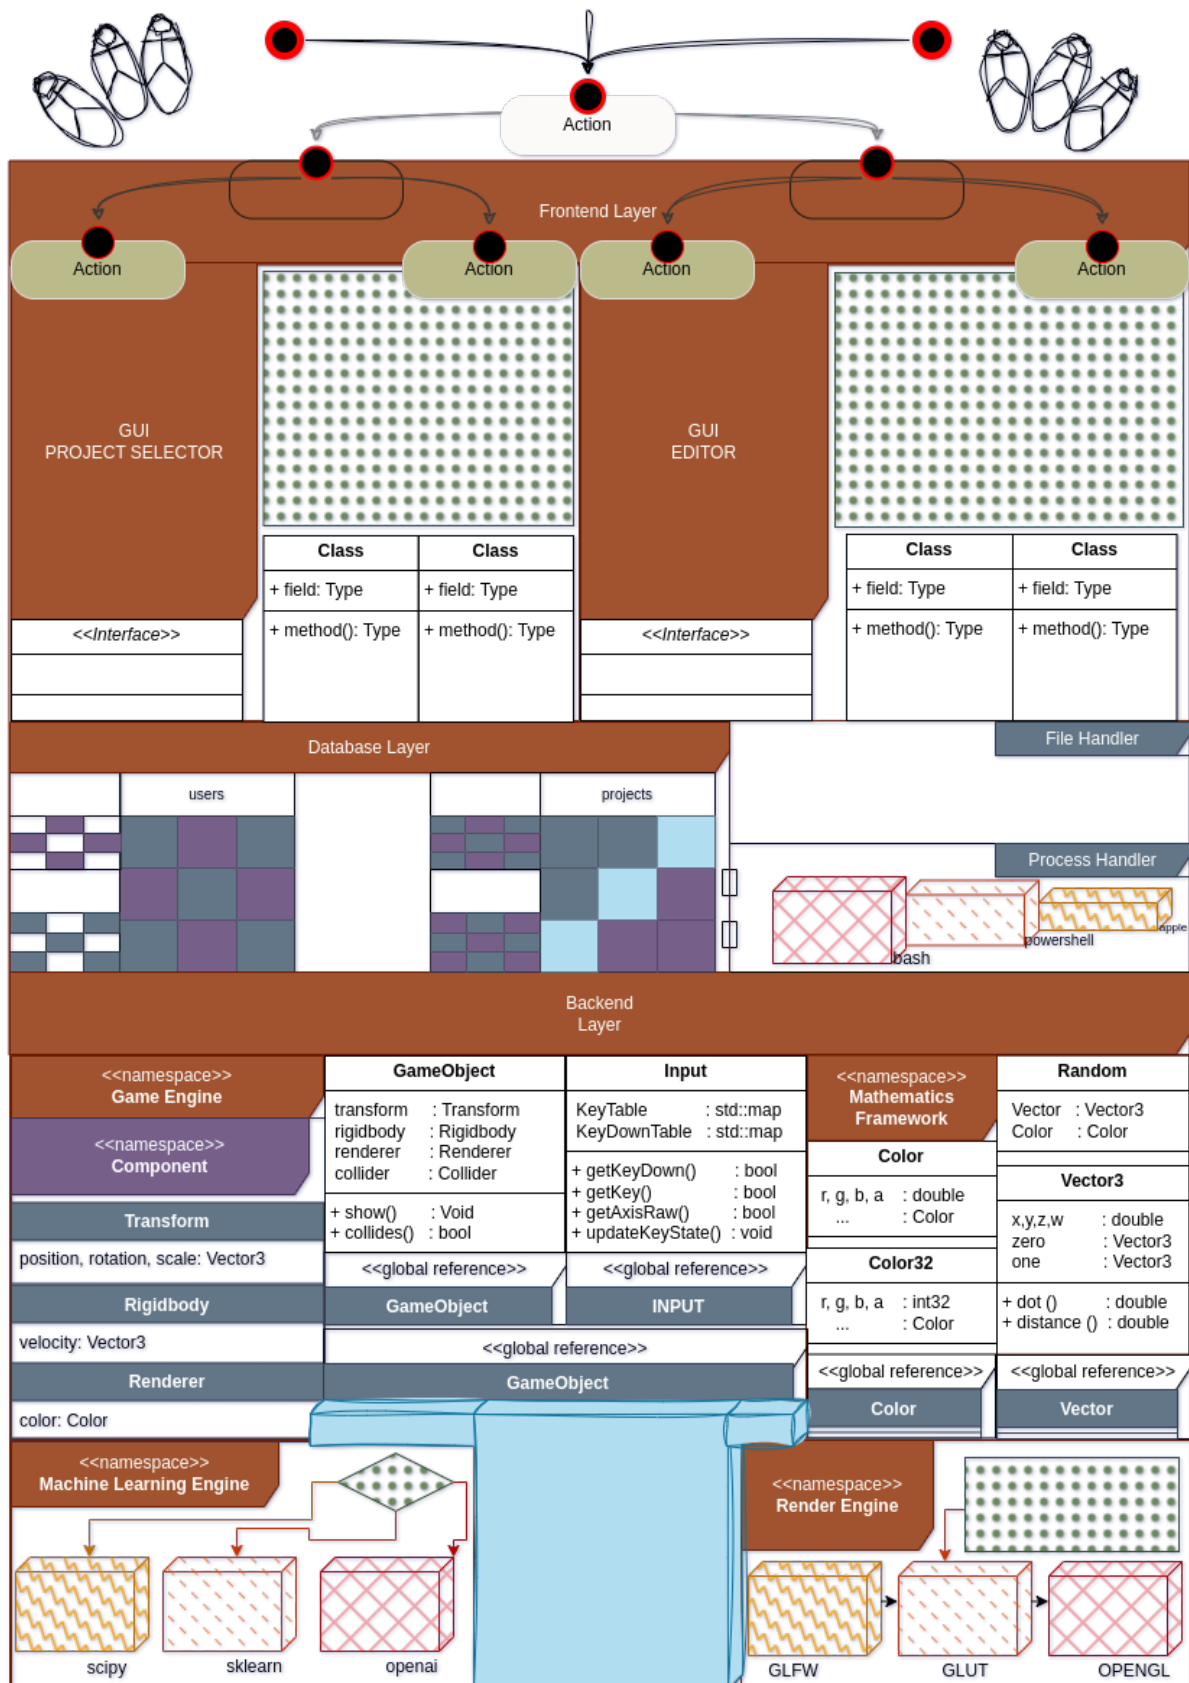 Action
Frontend Layer
Action
Action
Action
Action
GUI
PROJECT SELECTOR
GUI
EDITOR
Class
Class
+ field: Type
+ field: Type
+ method(): Type
+ method(): Type
Class
Class
+ field: Type
+ field: Type
+ method(): Type
+ method(): Type
<<Interface>>
<<Interface>>
Database Layer
File Handler
users
projects
Process Handler
bash
powershell
apple
Backend
Layer
<<namespace>>
Game Engine
<<namespace>>
Component
Transform
position, rotation, scale: Vector3
Rigidbody
velocity: Vector3
Renderer
color: Color
GameObject
transform : Transform
rigidbody : Rigidbody
renderer : Renderer
collider : Collider
+ show() : Void
+ collides() : bool
<<global reference>>
GameObject
Input
KeyTable : std::map
KeyDownTable : std::map
+ getKeyDown() : bool
+ getKey() : bool
+ getAxisRaw() : bool
+ updateKeyState() : void
<<global reference>>
INPUT
<<global reference>>
GameObject
<<namespace>>
Mathematics
Framework
Color
r, g, b, a : double
... : Color
Color32
r, g, b, a : int32
... : Color
<<global reference>>
Color
Random
Vector : Vector3
Color : Color
Vector3
x,y,z,w : double
zero : Vector3
one : Vector3
+ dot () : double
+ distance () : double
<<global reference>>
Vector
<<namespace>>
Machine Learning Engine
scipy
sklearn
openai
<<namespace>>
Render Engine
GLFW
GLUT
OPENGL